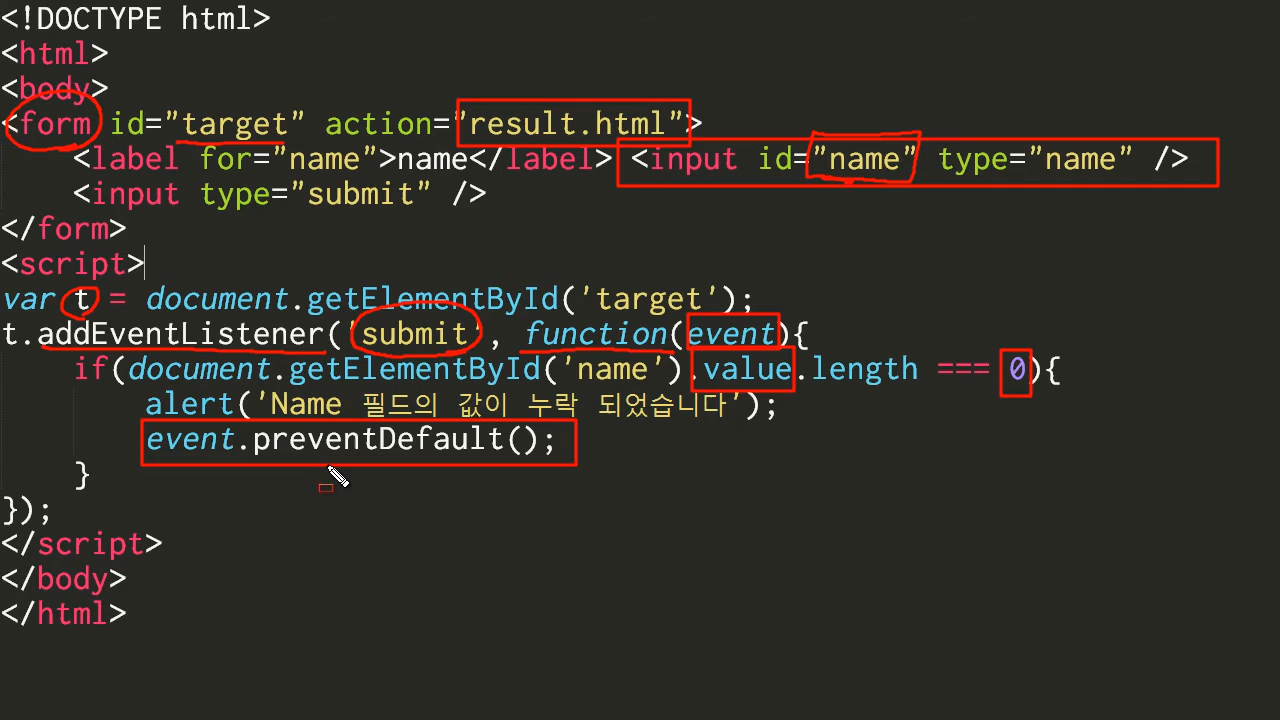 <!DOCTYPE html>
<html>
<body>
<form id="target" action="result.html">
<label for="name">name</label> <input id="name" type="name" />
<input type="submit" />
</form>
<script>
var t = document.getElementById('target');
t.addEventListener('submit', function(event){
if(document.getElementById('name').value.length === 0){
alert('Name 필드의 값이 누락 되었습니다');
event.preventDefault();
}
});
</script>
</body>
</html>